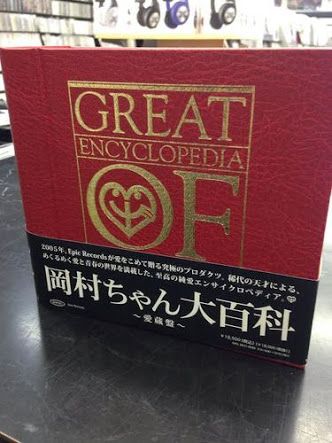 GREAT
ENCYCLOPEDIA
OF
2005年、Epic Recordsが愛をこめて贈る究極のプロダクツ。稀代の天才による、
めくるめく愛と青春の世界を満載した、至高の純愛エンサイクロペディア。
岡村ちゃん大百科
～愛蔵盤～